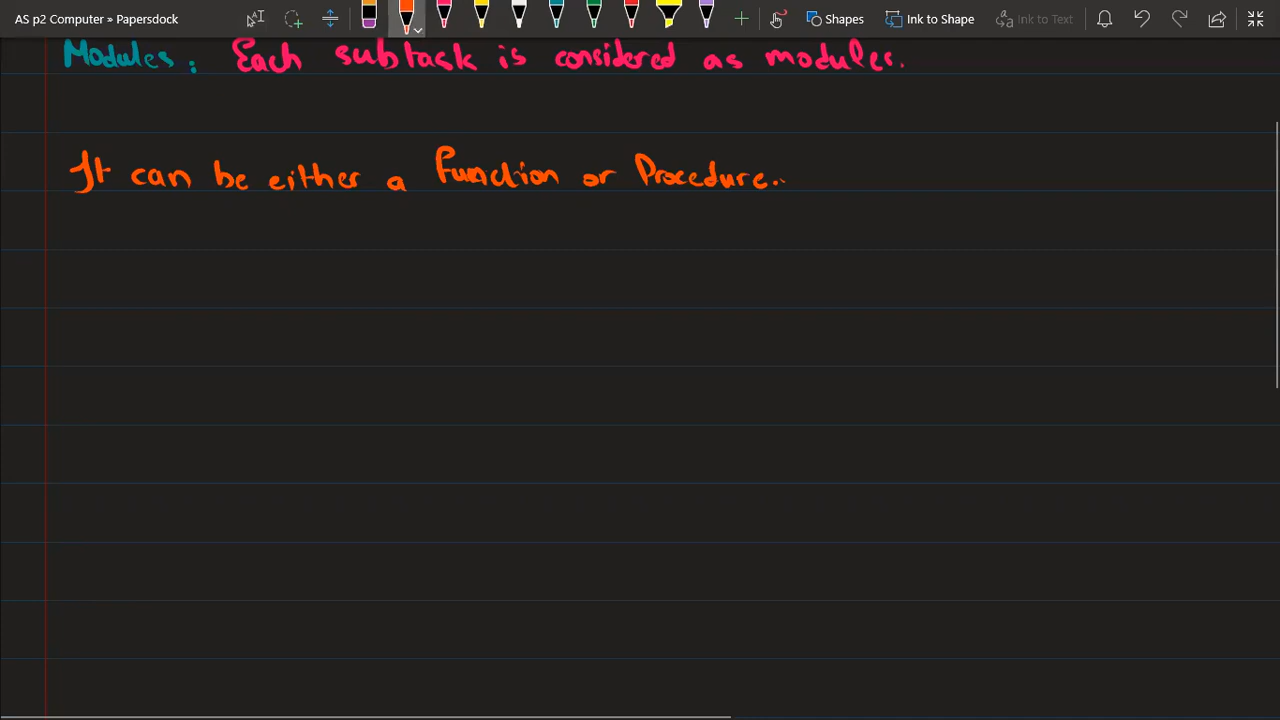 AS p2 Computer » Papersdock Shapes Ink to Shape Ink to Text
Modules: Each subtask is considered as modules.
It can be either a Function or Procedure..